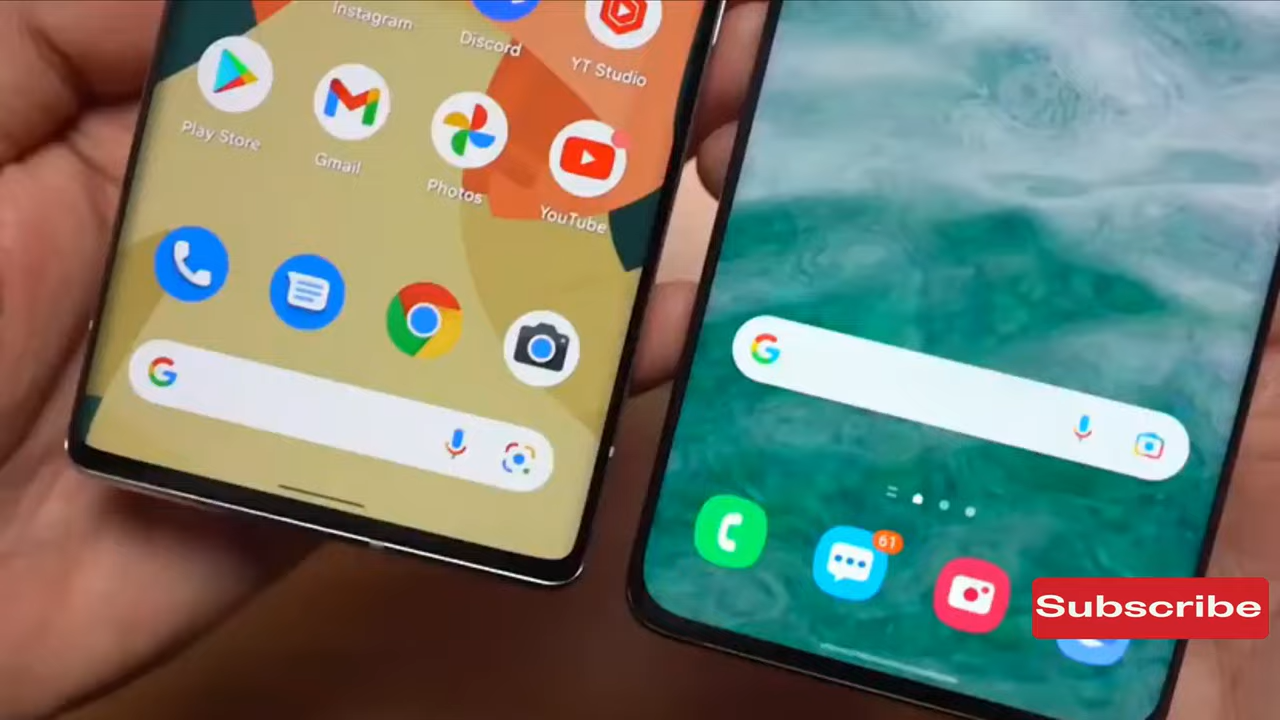 Instagram
Discord
YT Studio
Play Store
Gmail
Photos
YouTube
61
Subscribe